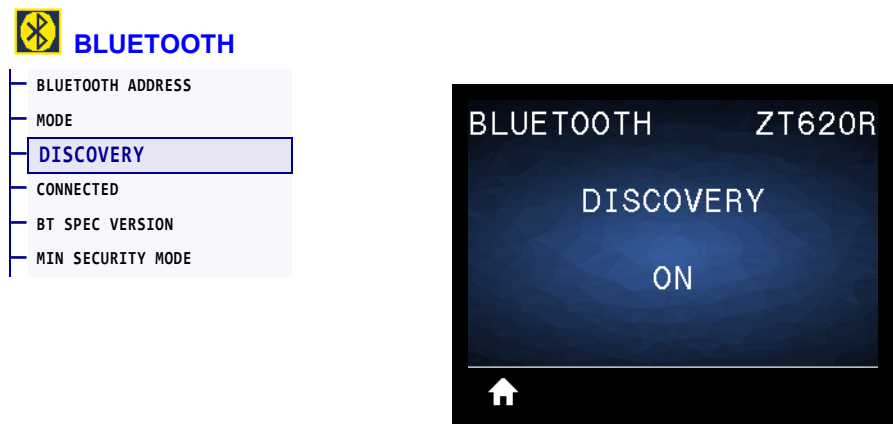 BLUETOOTH
BLUETOOTH ADDRESS
MODE
DISCOVERY
CONNECTED
BT SPEC VERSION
MIN SECURITY MODE
BLUETOOTH ZT620R
DISCOVERY
ON